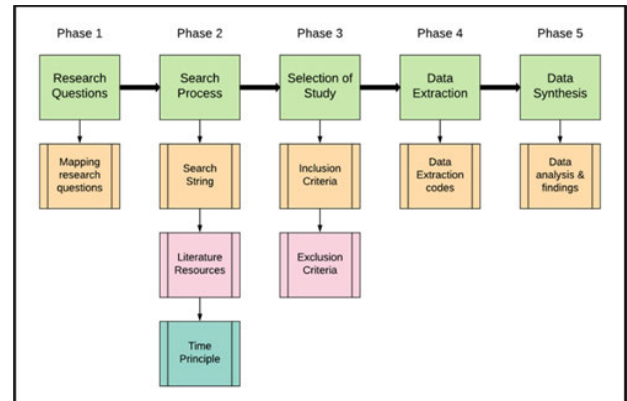 Phase 1
Phase 2
Phase 3
Phase 4
Phase 5
Research
Questions
Search
Process
Selection of
Study
Data
Extraction
Data
Synthesis
Mapping
research
questions
Search
String
Inclusion
Criteria
Data
Extraction
codes
Data
analysis &
findings
Literature
Resources
Exclusion
Criteria
Time
Principle